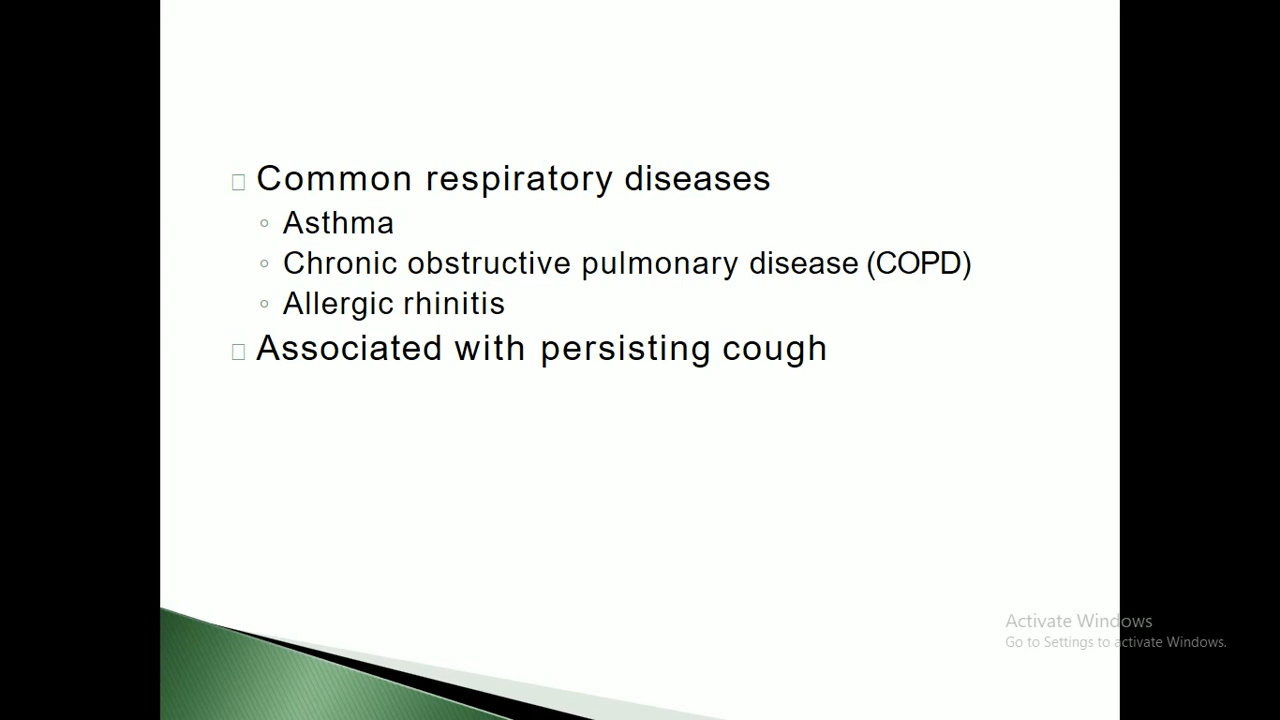 Common respiratory diseases
Asthma
Chronic obstructive pulmonary disease (COPD)
Allergic rhinitis
Associated with persisting cough
Activate Windows
Go to Settings to activate Windows.